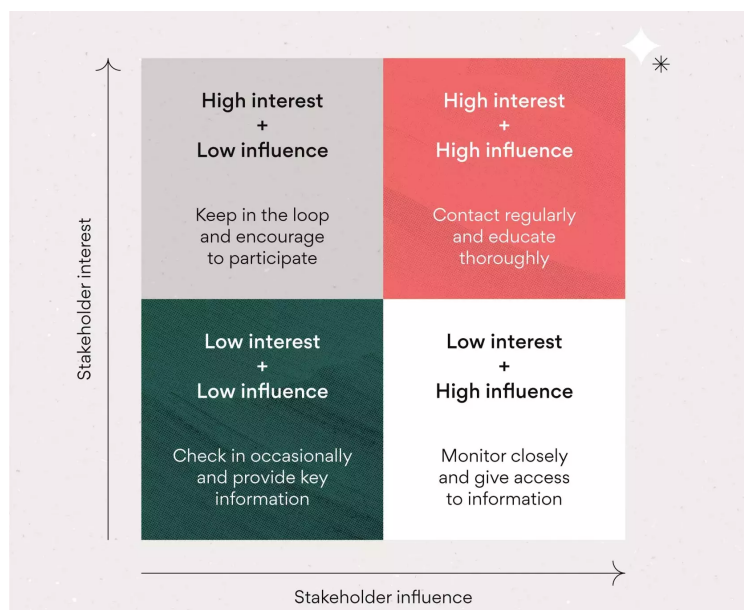 High interest
+
Low influence
Keep in the loop
and encourage
to participate
High interest
+
High influence
Contact regularly
and educate
thoroughly
Low interest
+
Low influence
Check in occasionally
and provide key
information
Low interest
+
High influence
Monitor closely
and give access
to information
Stakeholder interest
Stakeholder influence